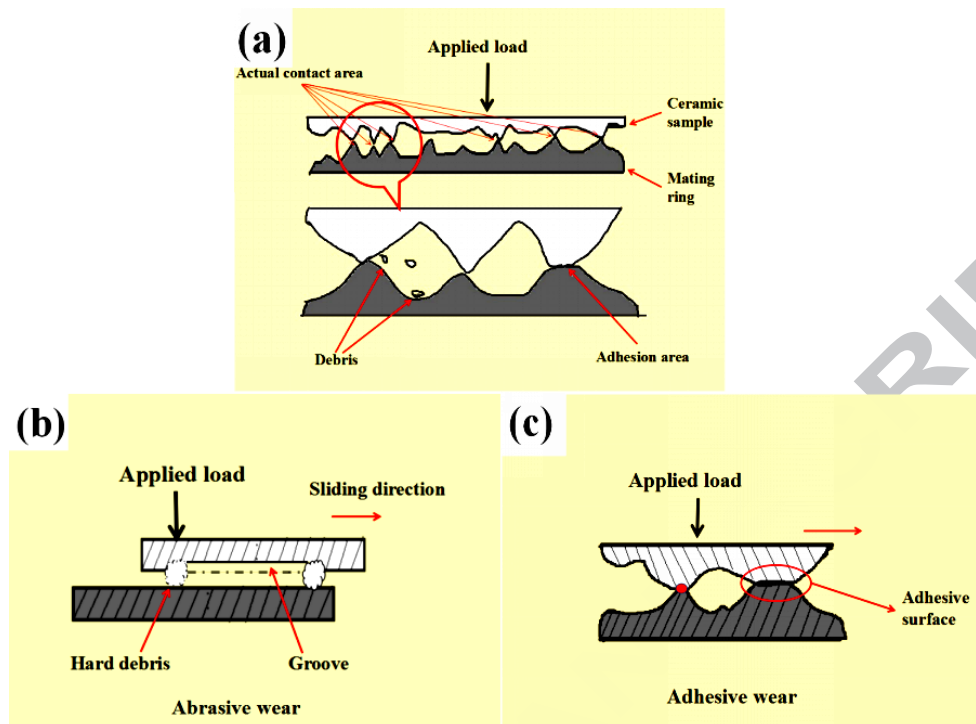 (a)
Applied load
Actual contact area
Ceramic
sample
Mating
ring
Debris
Adhesion area
(b)
Applied load
Sliding direction
Hard debris
Groove
Abrasive wear
(c)
Applied load
Adhesive
surface
Adhesive wear